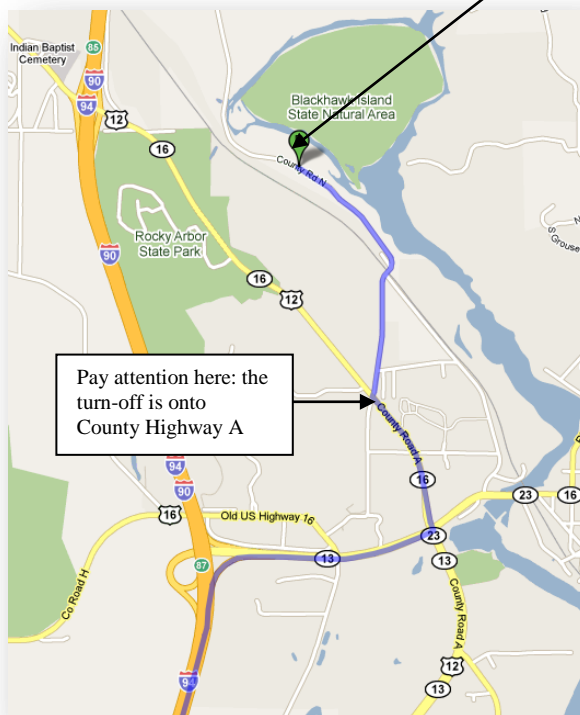 Indian Baptist
Cemetery
85
90
94
12
16
Blackhawk Island
State Natural Area
County Rd N
Rocky Arbor
State Park
90
16
12
Pay attention here: the
turn-off is onto
County Highway A
County Road A
94
90
16
16
Old US Highway 16
23
16
23
13
13
87
Co Road H
County Road A
12
13
94
S Grouse